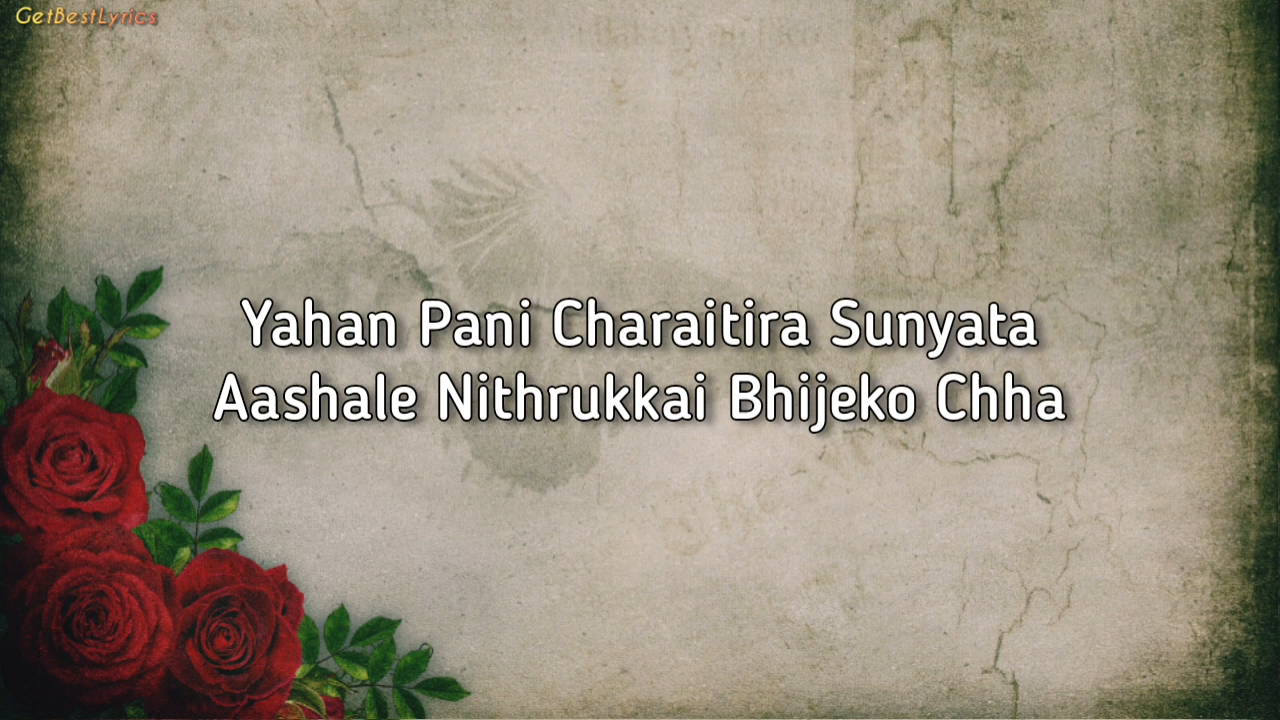 GetBestLyrics
Yahan Pani Charaitira Sunyata
Aashale Nithrukkai Bhijeko Chha